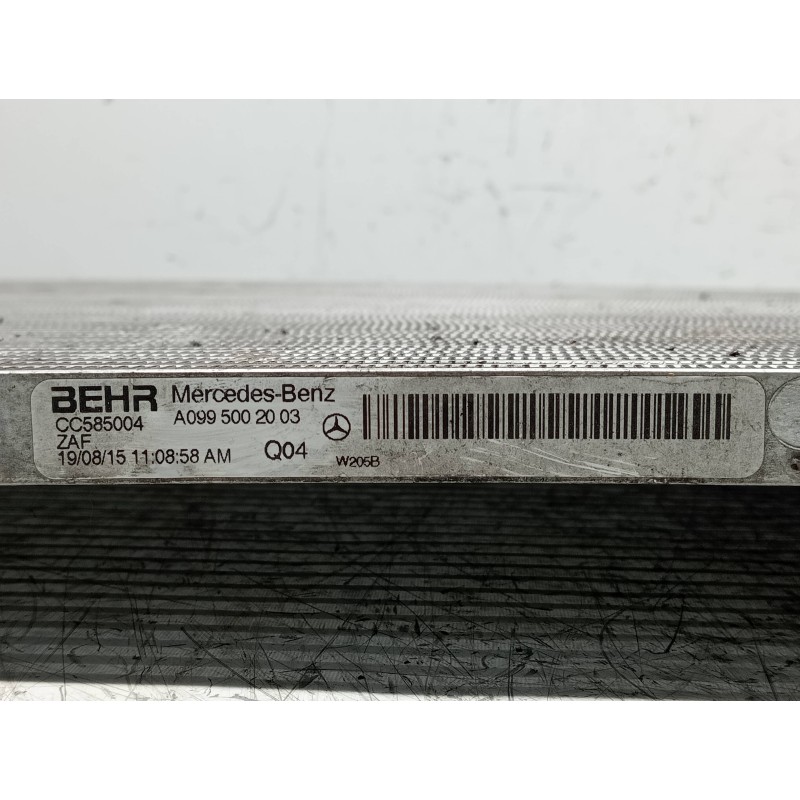 BEHR Mercedes-Benz
CC585004 A099 500 20 03
ZAF
19/08/15 11:08:58 AM Q04 W205B